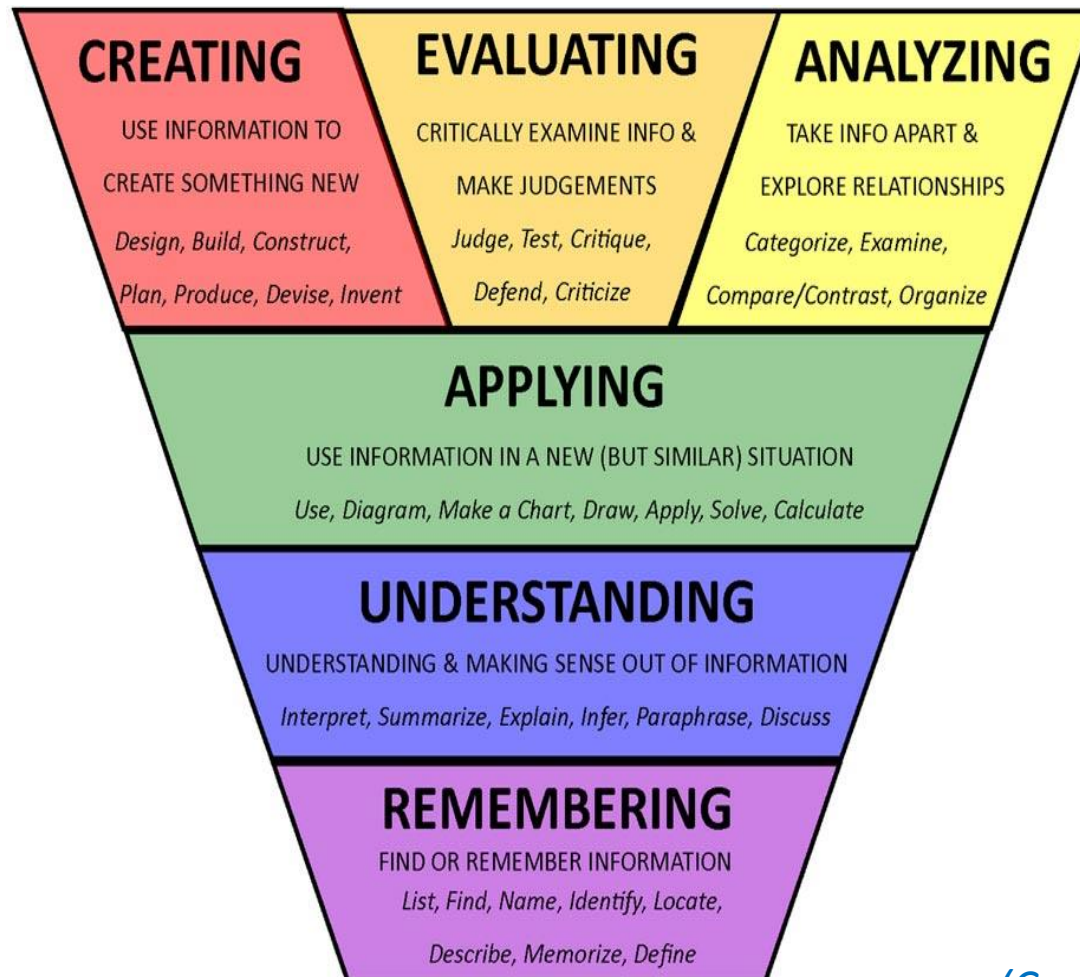 CREATING
USE INFORMATION TO
CREATE SOMETHING NEW
Design, Build, Construct,
Plan, Produce, Devise, Invent
EVALUATING
CRITICALLY EXAMINE INFO &
MAKE JUDGEMENTS
Judge, Test, Critique,
Defend, Criticize
ANALYZING
TAKE INFO APART &
EXPLORE RELATIONSHIPS
Categorize, Examine,
Compare/Contrast, Organize
APPLYING
USE INFORMATION IN A NEW (BUT SIMILAR) SITUATION
Use, Diagram, Make a Chart, Draw, Apply, Solve, Calculate
UNDERSTANDING
UNDERSTANDING & MAKING SENSE OUT OF INFORMATION
Interpret, Summarize, Explain, Infer, Paraphrase, Discuss
REMEMBERING
FIND OR REMEMBER INFORMATION
List, Find, Name, Identify, Locate,
Describe, Memorize, Define